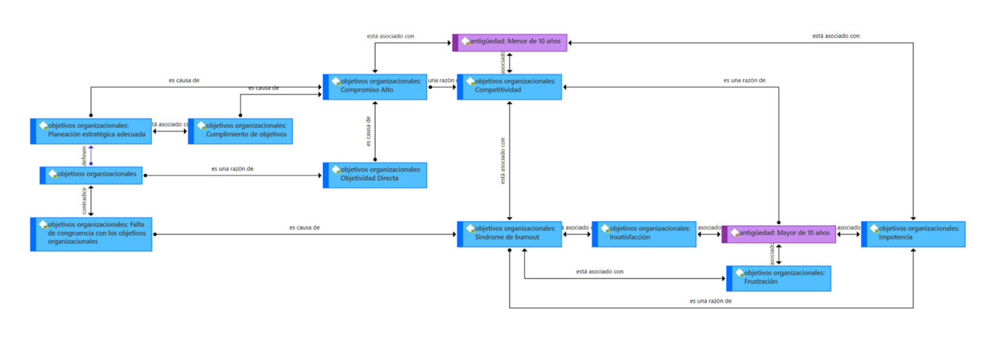 está asociado con
está asociado con
antigüedad: Menor de 10 años
asociado
es causa de
objetivos organizacionales:
Compromiso Alto
una razón
objetivos organizacionales:
Competitividad
es una razón de
es causa de
objetivos organizacionales:
Planeación estratégica adecuada
tá asociado co
objetivos organizacionales:
Cumplimiento de objetivos
es causa de
está asociado con
definen
objetivos organizacionales
es una razón de
objetivos organizacionales:
Objetividad Directa
contradice
objetivos organizacionales: Falta
de congruencia con los objetivos
organizacionales
es causa de
objetivos organizacionales:
Síndrome de burnout
á asociado co
objetivos organizacionales:
Insatisfacción
asociado
antigüedad: Mayor de 10 años
asociado
objetivos organizacionales:
Impotencia
asociado
está asociado con
objetivos organizacionales:
Frustración
es una razón de